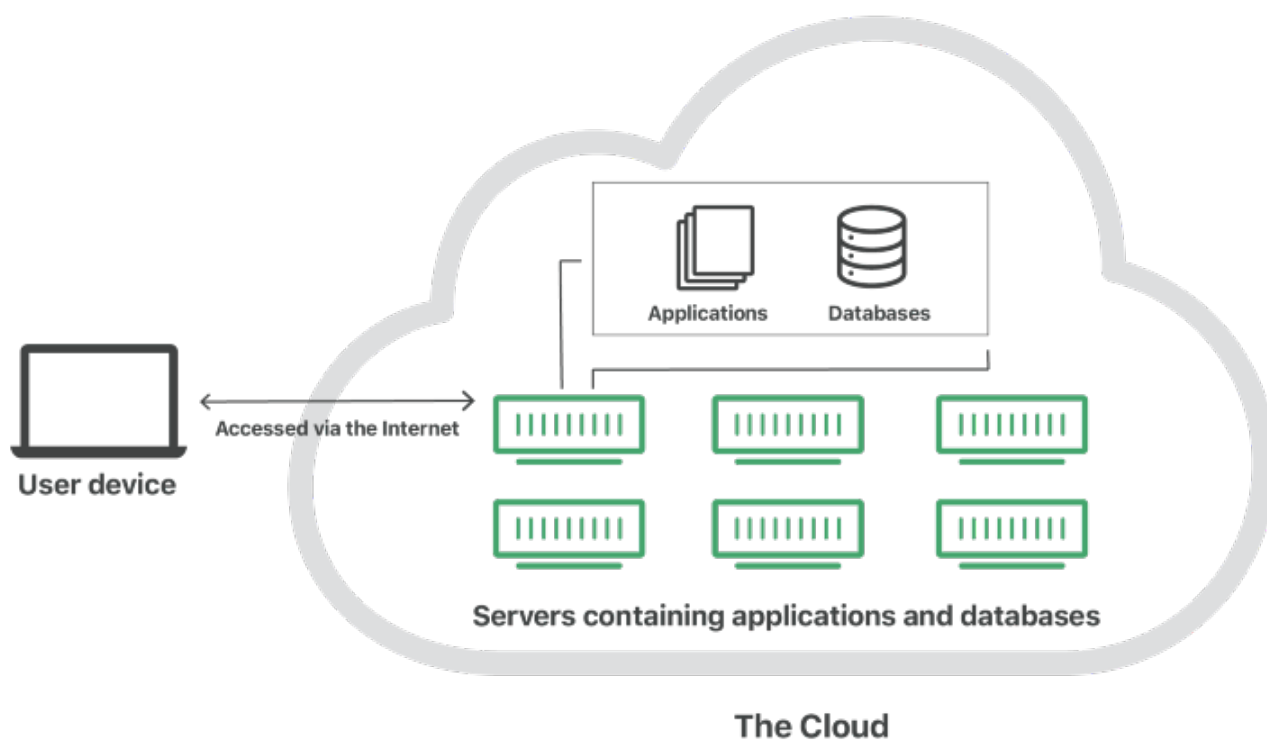 Applications
Databases
Accessed via the Internet
User device
Servers containing applications and databases
The Cloud